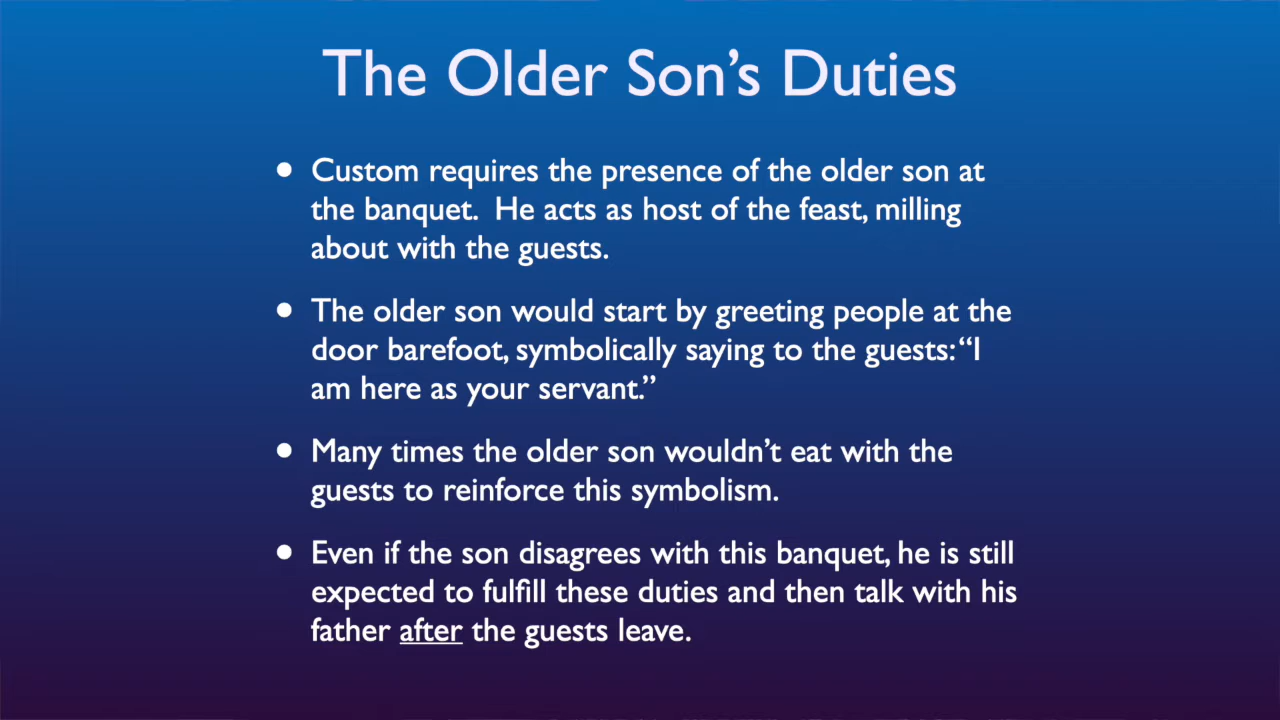 The Older Son’s Duties
• Custom requires the presence of the older son at
the banquet.  He acts as host of the feast, milling
about with the guests.
• The older son would start by greeting people at the
door barefoot, symbolically saying to the guests: “I
am here as your servant.”
• Many times the older son wouldn’t eat with the
guests to reinforce this symbolism.
• Even if the son disagrees with this banquet, he is still
expected to fulfill these duties and then talk with his
father after the guests leave.